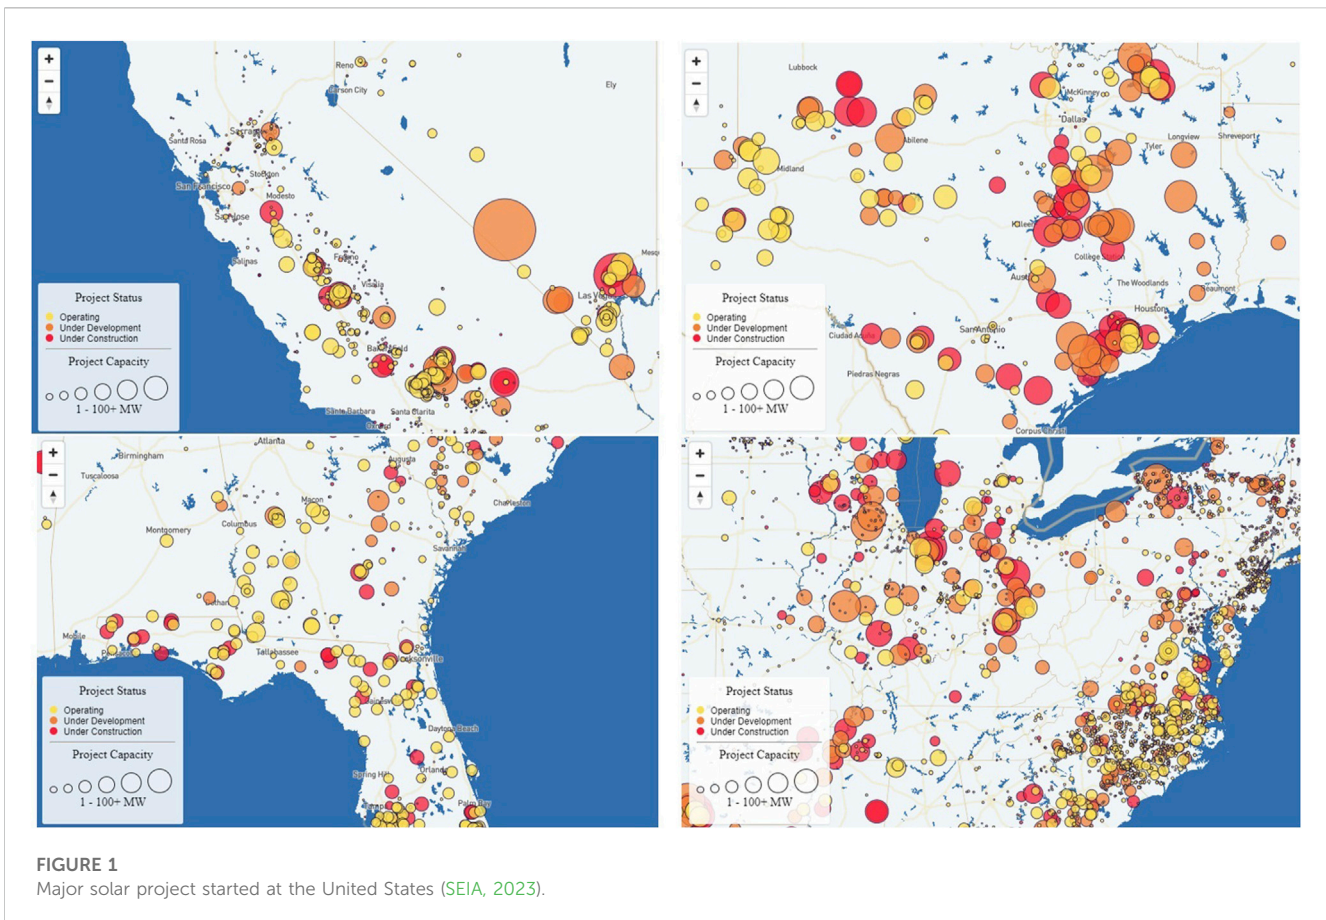 +
Reno
−
Carson City
Ely
Santa Rosa
Stockton
San Francisco
Modesto
San Jose
Salinas
Fresno
Visalia
Mesq
Las Vegas
Project Status
Operating
Under Development
Under Construction
Project Capacity
1 - 100+ MW
Bakersfield
Santa Barbara
Santa Clarita
+
Lubbock
−
McKinney
Dallas
Abilene
Longview
Shreveport
Tyler
Midland
Killeen
College Station
Austin
The Woodlands
Beaumont
Houston
San Antonio
Ciudad Acuña
Piedras Negras
Corpus Christi
Project Status
Operating
Under Development
Under Construction
Project Capacity
1 - 100+ MW
Atlanta
+
Birmingham
Augusta
−
Tuscaloosa
Macon
Charleston
Columbus
Montgomery
Savannah
Dothan
Mobile
Tallahassee
Jacksonville
Project Status
Operating
Under Development
Under Construction
Project Capacity
1 - 100+ MW
Daytona Beach
Spring Hill
Orlando
Tampa
Palm Bay
+
−
Project Status
Operating
Under Development
Under Construction
Project Capacity
1 - 100+ MW
FIGURE 1
Major solar project started at the United States (SEIA, 2023).